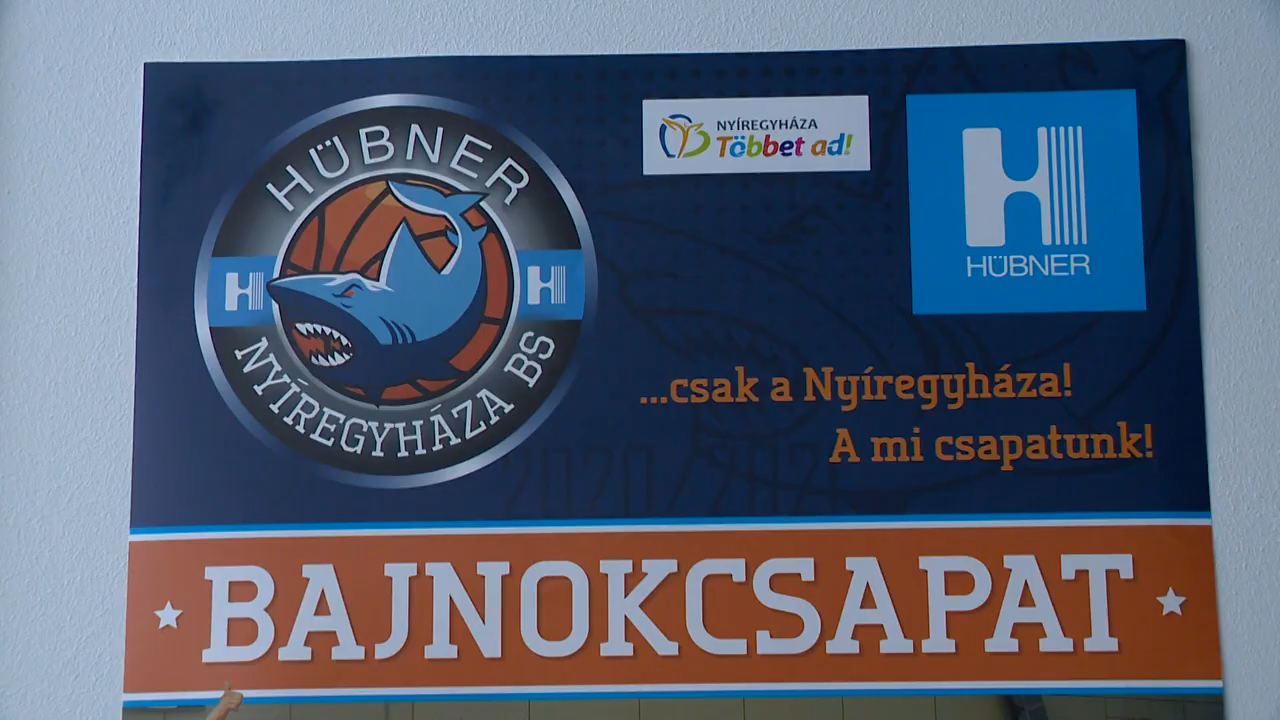 HÜBNER
H
H
NYÍREGYHÁZA BS
NYÍREGYHÁZA
Többet ad!
H
HÜBNER
...csak a Nyíregyháza!
A mi csapatunk!
BAJNOKCSAPAT